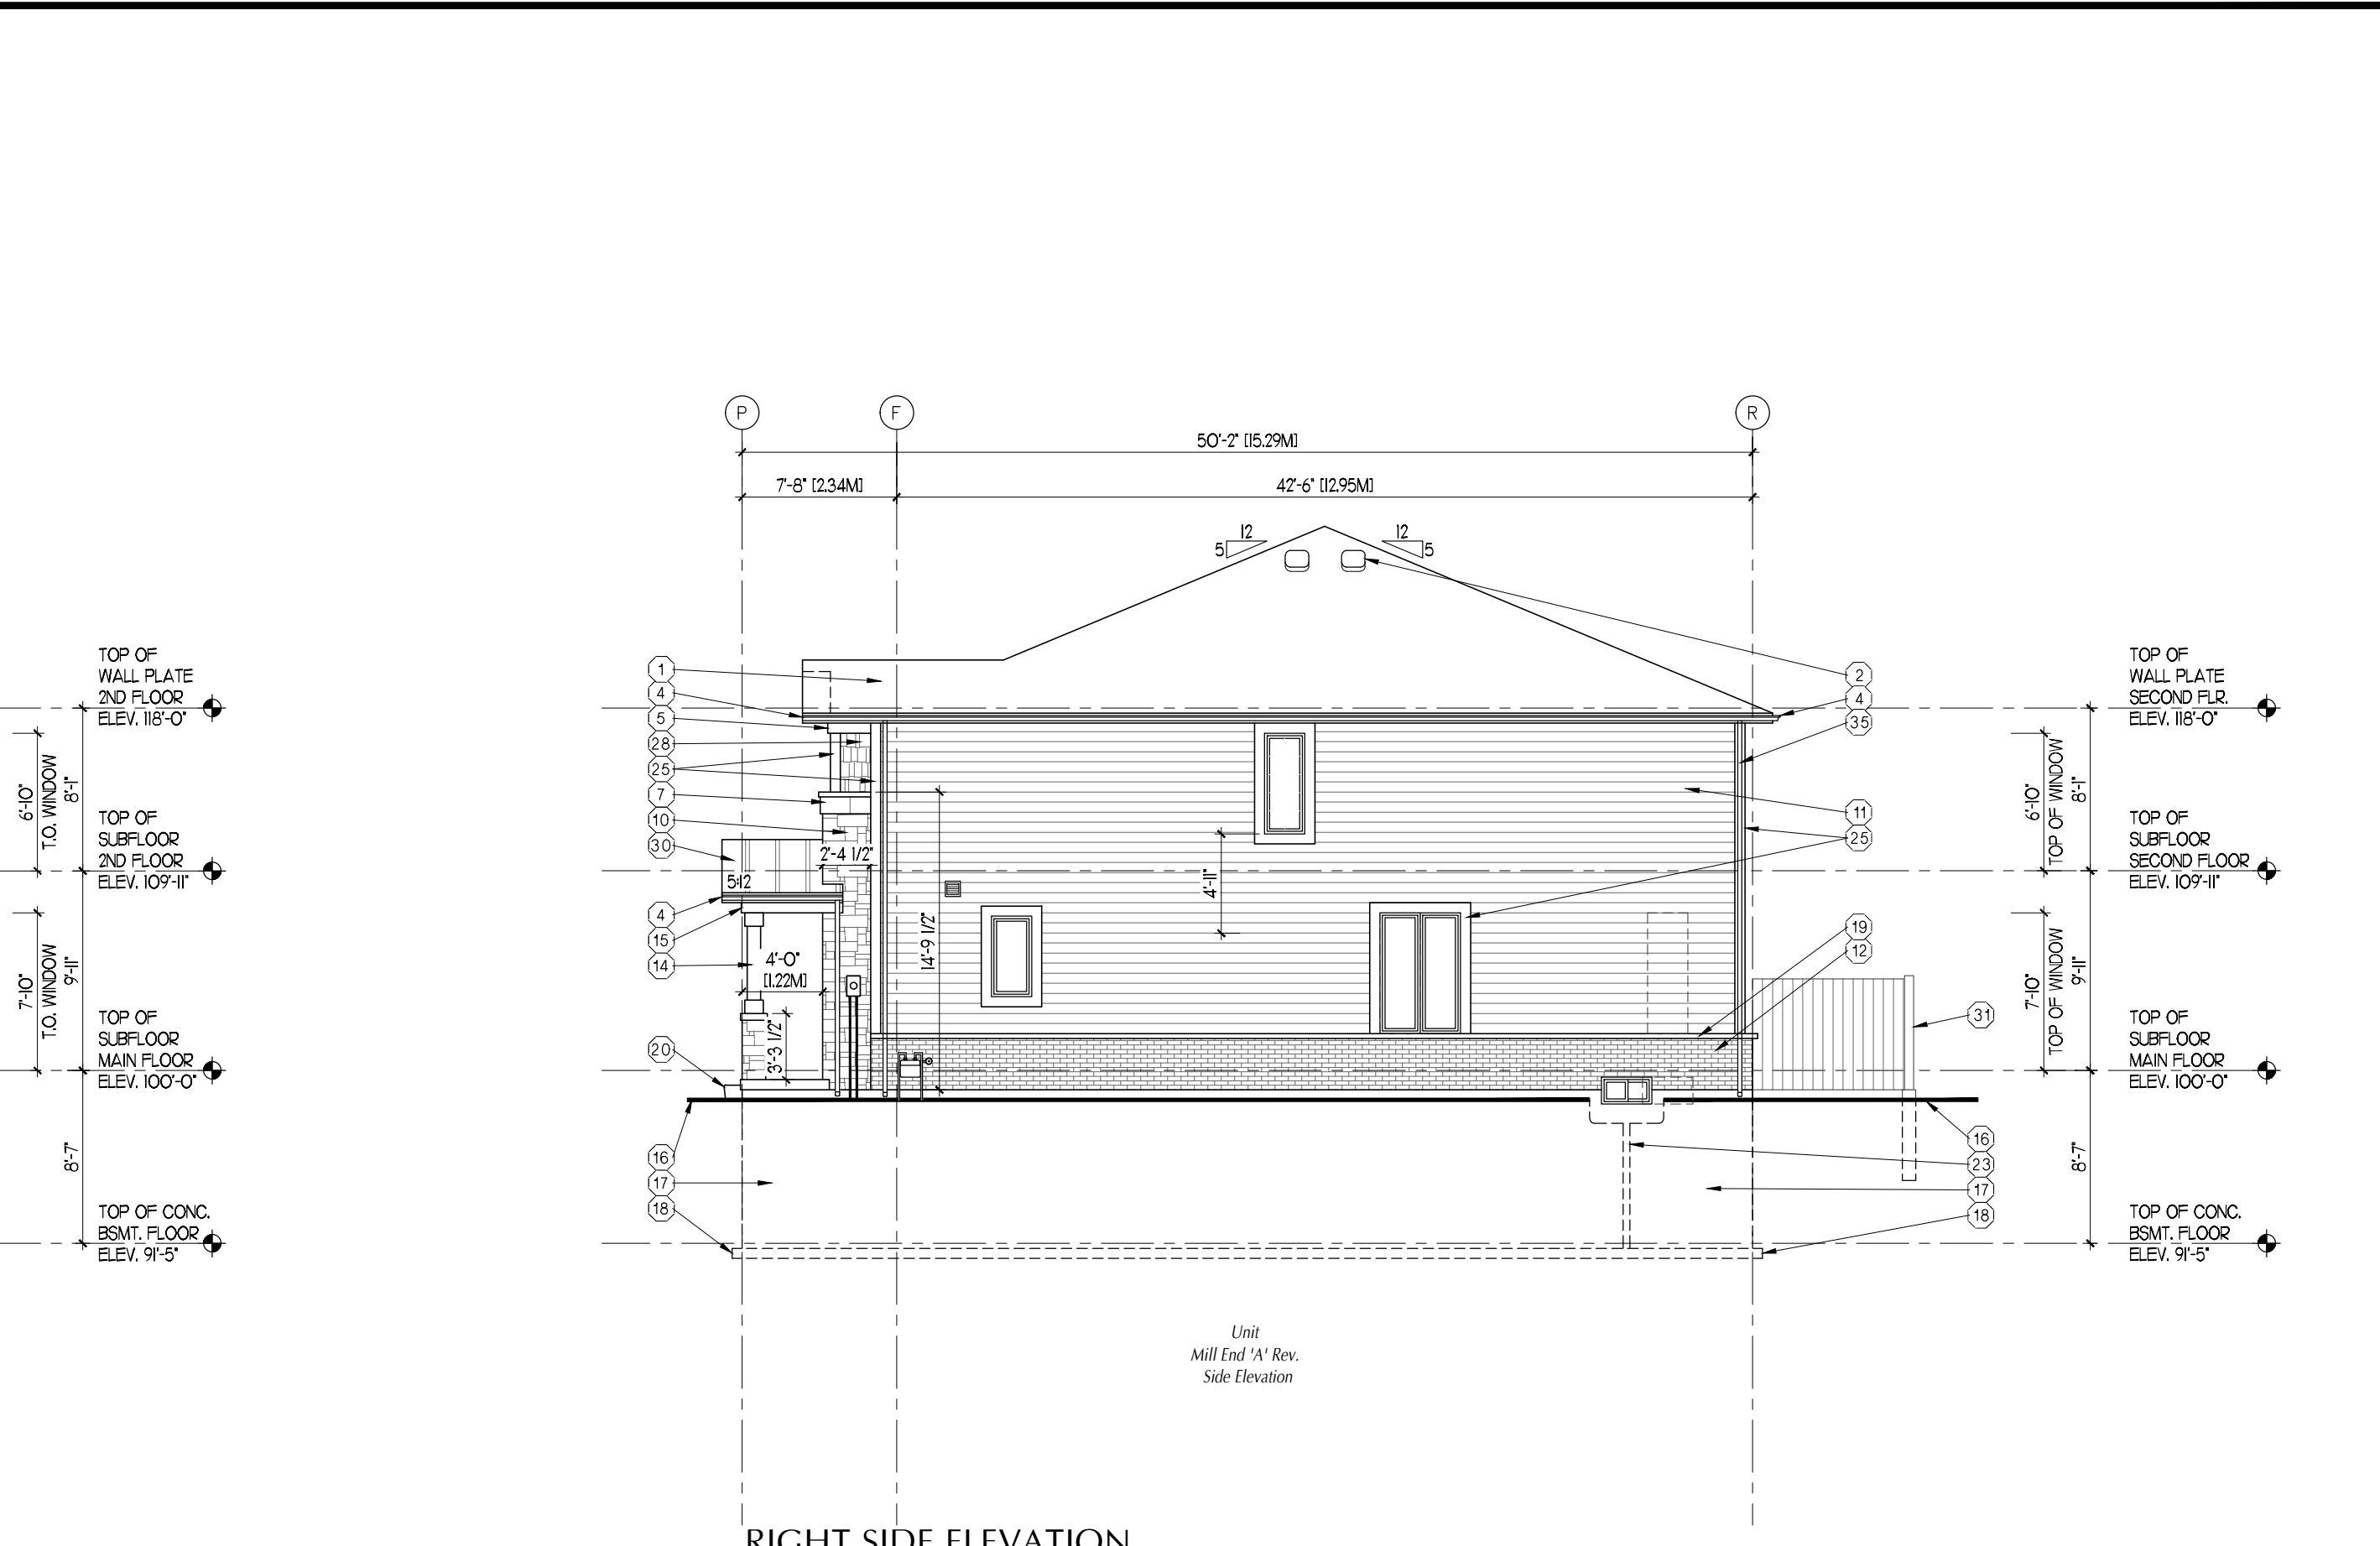 P
F
R
50'-2" [15.29M]
7'-8" [2.34M]
42'-6" [12.95M]
12
5
12
5
TOP OF
WALL PLATE
2ND FLOOR
ELEV. 118'-0"
6'-10"
T.O. WINDOW
8'-1"
TOP OF
SUBFLOOR
2ND FLOOR
ELEV. 109'-11"
7'-10"
T.O. WINDOW
9'-11"
TOP OF
SUBFLOOR
MAIN FLOOR
ELEV. 100'-0"
8'-7"
TOP OF CONC.
BSMT. FLOOR
ELEV. 91'-5"
1
4
5
28
25
7
10
30
4
15
14
20
16
17
18
2'-4 1/2"
5:12
4'-0"
[1.22M]
3'-3 1/2"
14'-9 1/2"
4'-11"
2
4
35
11
25
19
12
31
16
23
17
18
TOP OF
WALL PLATE
SECOND FLR.
ELEV. 118'-0"
6'-10"
TOP OF WINDOW
8'-1"
TOP OF
SUBFLOOR
SECOND FLOOR
ELEV. 109'-11"
7'-10"
TOP OF WINDOW
9'-11"
TOP OF
SUBFLOOR
MAIN FLOOR
ELEV. 100'-0"
8'-7"
TOP OF CONC.
BSMT. FLOOR
ELEV. 91'-5"
Unit
Mill End 'A' Rev.
Side Elevation
RIGHT SIDE ELEVATION